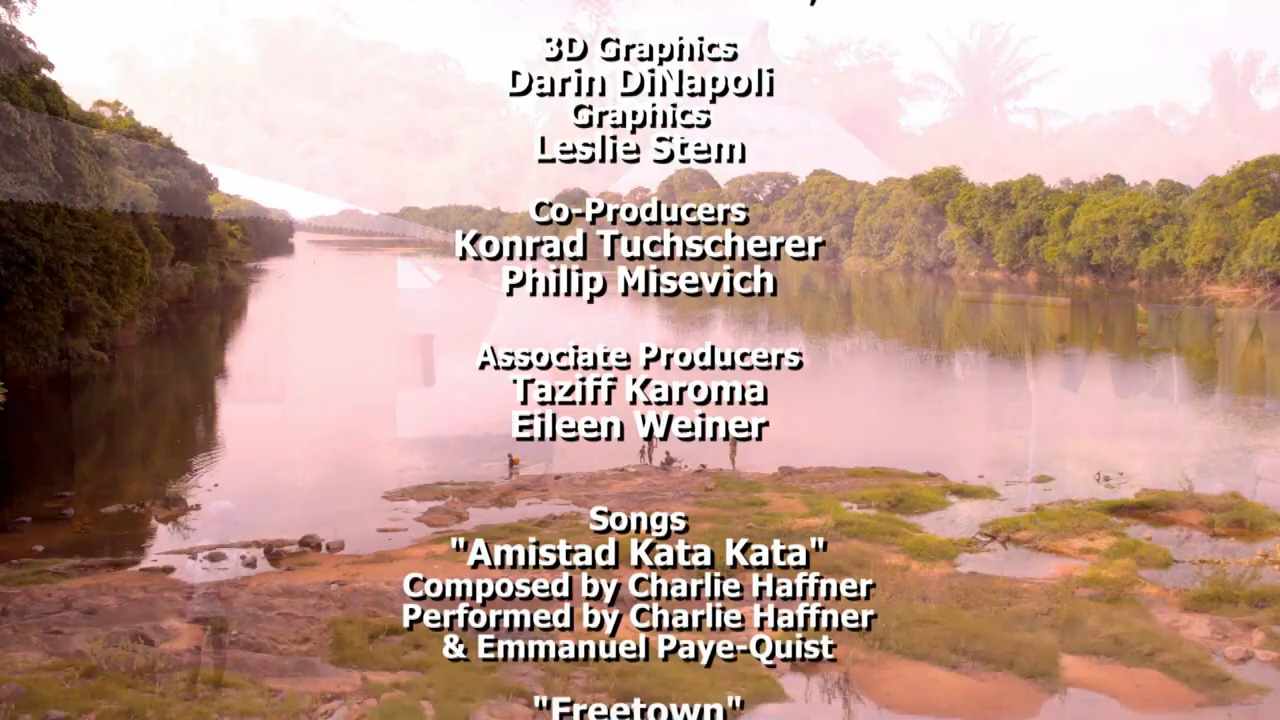 3D Graphics
Darin DiNapoli
Graphics
Leslie Stem
Co-Producers
Konrad Tuchscherer
Philip Misevich
Associate Producers
Taziff Karoma
Eileen Weiner
Songs
"Amistad Kata Kata"
Composed by Charlie Haffner
Performed by Charlie Haffner
& Emmanuel Paye-Quist
"Freetown"